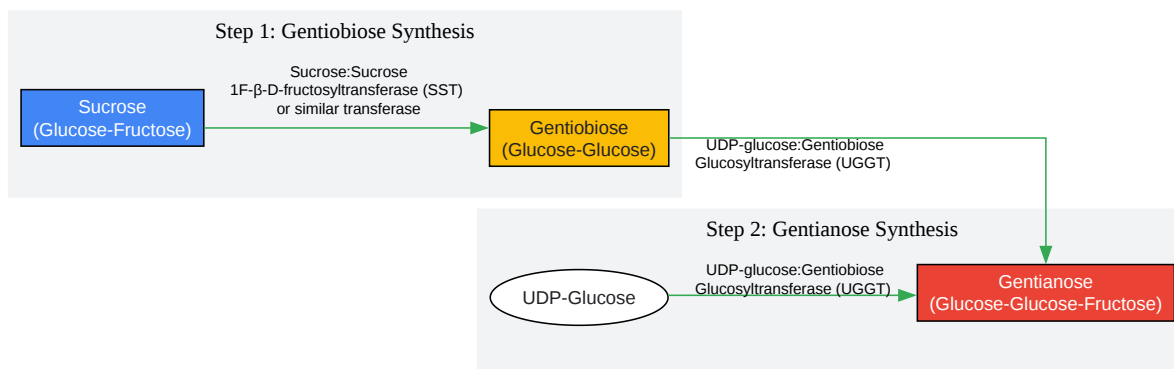 Step 1: Gentiobiose Synthesis
Sucrose:Sucrose
1F-β-D-fructosyltransferase (SST)
or similar transferase
Sucrose
(Glucose-Fructose)
Gentiobiose
(Glucose-Glucose)
UDP-glucose:Gentiobiose
Glucosyltransferase (UGGT)
Step 2: Gentianose Synthesis
UDP-Glucose
UDP-glucose:Gentiobiose
Glucosyltransferase (UGGT)
Gentianose
(Glucose-Glucose-Fructose)